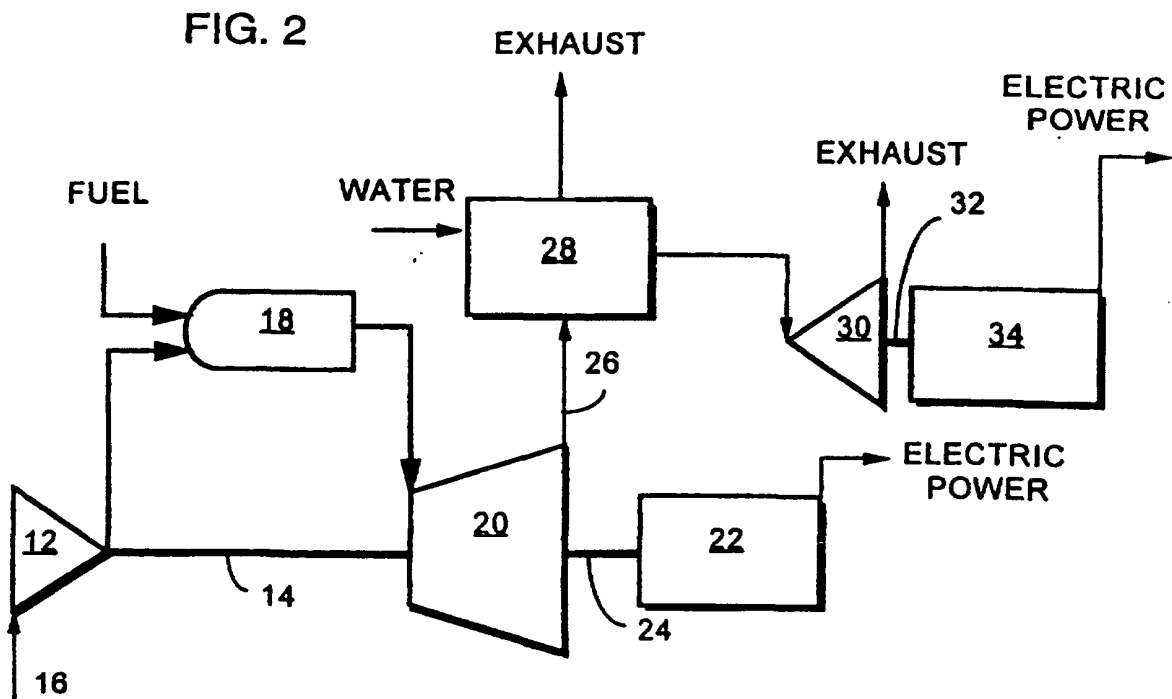 FIG. 2
EXHAUST
ELECTRIC
POWER
EXHAUST
FUEL
WATER
32
28
18
30
34
26
ELECTRIC
POWER
12
20
22
14
24
16